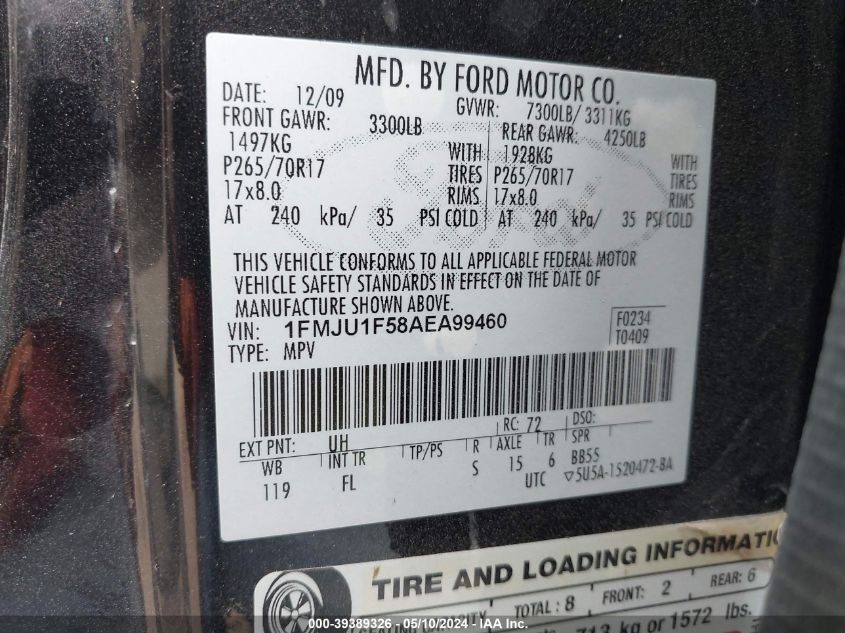 MFD. BY FORD MOTOR CO.
DATE: 12/09 GVWR: 7300LB/ 3311KG
FRONT GAWR: 3300LB REAR GAWR: 4250LB
1497KG WITH 1928KG WITH
P265/70R17 TIRES P265/70R17 TIRES
17x8.0 RIMS 17x8.0 RIMS
AT 240 kPa/ 35 PSI COLD AT 240 kPa/ 35 PSI COLD
THIS VEHICLE CONFORMS TO ALL APPLICABLE FEDERAL MOTOR
VEHICLE SAFETY STANDARDS IN EFFECT ON THE DATE OF
MANUFACTURE SHOWN ABOVE.
VIN: 1FMJU1F58AEA99460 F0234
TYPE: MPV T0409
RC: 72 DSO:
EXT PNT: UH
WB INT TR TP/PS R AXLE TR SPR
119 FL S 15 6 BB55
UTC ▽5U5A-1520472-BA
TIRE AND LOADING INFORMATIO
SEATING CAPACITY TOTAL : 8 FRONT: 2 REAR: 6
713 kg or 1572 lbs.
000-39389326 - 05/10/2024 - IAA Inc.